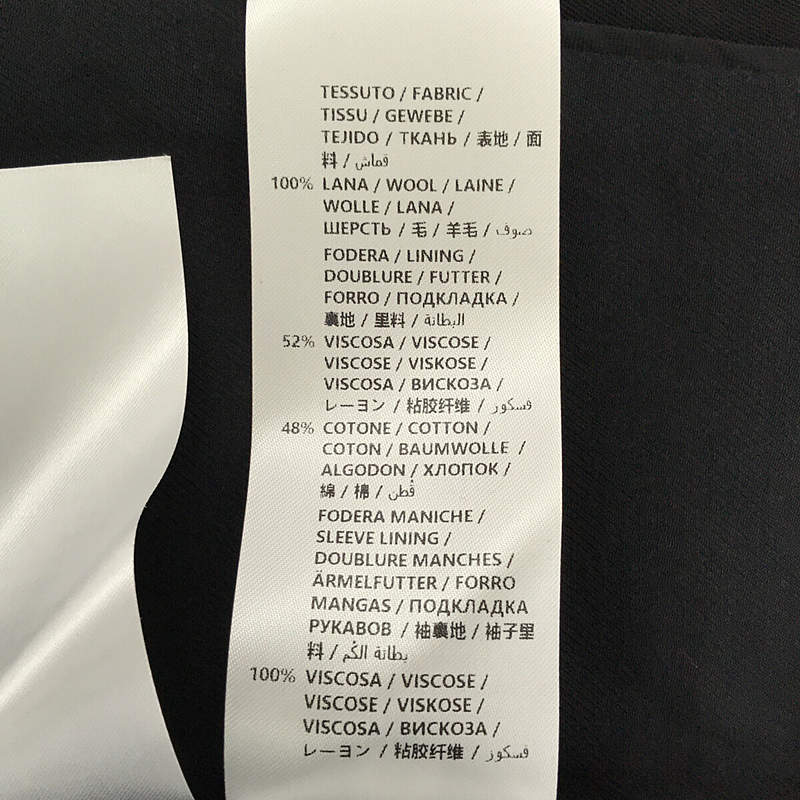 TESSUTO / FABRIC /
TISSU / GEWEBE /
TEJIDO / ТКАНЬ / 表地 / 面
料 / قماش
100% LANA / WOOL / LAINE /
WOLLE / LANA /
ШЕРСТЬ / 毛 / 羊毛 / صوف
FODERA / LINING /
DOUBLURE / FUTTER /
FORRO / ПОДКЛАДКА /
裏地 / 里料 / البطانة
52% VISCOSA / VISCOSE /
VISCOSE / VISKOSE /
VISCOSA / ВИСКОЗА /
レーヨン / 粘胶纤维 / فسكوز
48% COTONE / COTTON /
COTON / BAUMWOLLE /
ALGODON / ХЛОПОК /
綿 / 棉 / قُطن
FODERA MANICHE /
SLEEVE LINING /
DOUBLURE MANCHES /
ÄRMELFUTTER / FORRO
MANGAS / ПОДКЛАДКА
РУКАВОВ / 袖裏地 / 袖子里
料 / بطانة الكُم
100% VISCOSA / VISCOSE /
VISCOSE / VISKOSE /
VISCOSA / ВИСКОЗА /
レーヨン / 粘胶纤维 / فسكوز